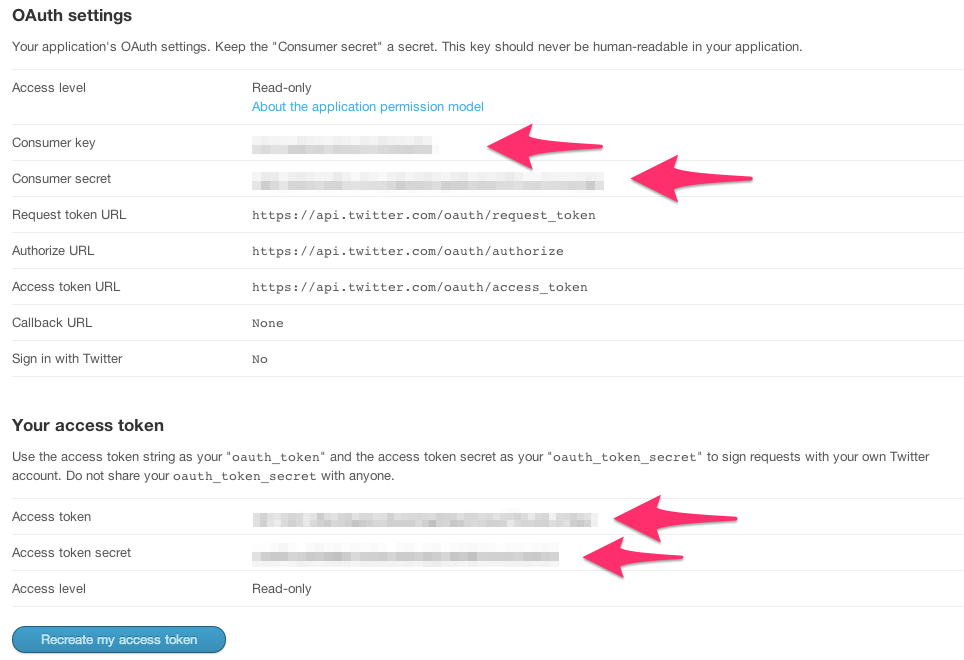 OAuth settings
Your application's OAuth settings. Keep the "Consumer secret" a secret. This key should never be human-readable in your application.
Access level Read-only
About the application permission model
Consumer key
Consumer secret
Request token URL https://api.twitter.com/oauth/request_token
Authorize URL https://api.twitter.com/oauth/authorize
Access token URL https://api.twitter.com/oauth/access_token
Callback URL None
Sign in with Twitter No
Your access token
Use the access token string as your "oauth_token" and the access token secret as your "oauth_token_secret" to sign requests with your own Twitter
account. Do not share your oauth_token_secret with anyone.
Access token
Access token secret
Access level Read-only
Recreate my access token